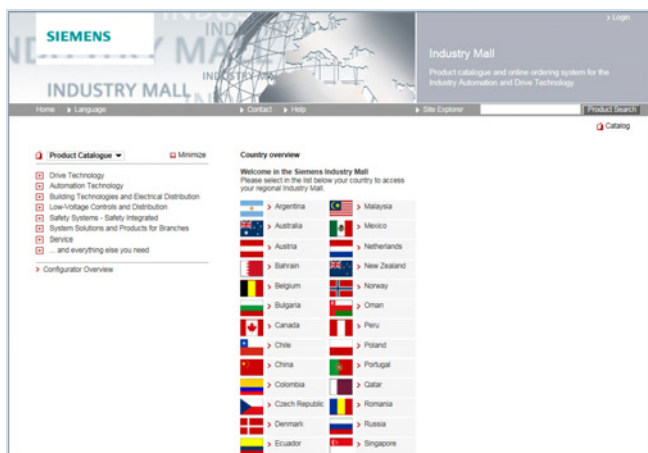 SIEMENS
INDUSTRY MALL
> Login
Industry Mall
Product catalogue and online ordering system for the
Industry Automation and Drive Technology.
Home > Language > Contact > Help > Site Explorer Product Search
Catalog
Product Catalogue Minimize
Drive Technology
Automation Technology
Building Technologies and Electrical Distribution
Low-Voltage Controls and Distribution
Safety Systems - Safety Integrated
System Solutions and Products for Branches
Service
... and everything else you need
> Configurator Overview
Country overview
Welcome in the Siemens Industry Mall
Please select in the list below your country to access
your regional Industry Mall.
> Argentina > Malaysia
> Australia > Mexico
> Austria > Netherlands
> Bahrain > New Zealand
> Belgium > Norway
> Bulgaria > Oman
> Canada > Peru
> Chile > Poland
> China > Portugal
> Colombia > Qatar
> Czech Republic > Romania
> Denmark > Russia
> Ecuador > Singapore